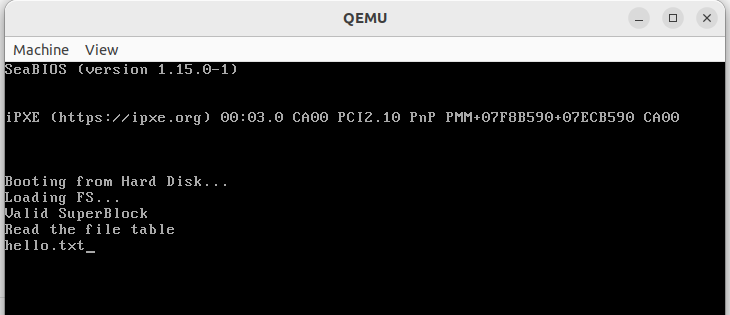 QEMU
Machine View
SeaBIOS (version 1.15.0-1)
iPXE (https://ipxe.org) 00:03.0 CA00 PCI2.10 PnP PMM+07F8B590+07ECB590 CA00
Booting from Hard Disk...
Loading FS...
Valid SuperBlock
Read the file table
hello.txt_